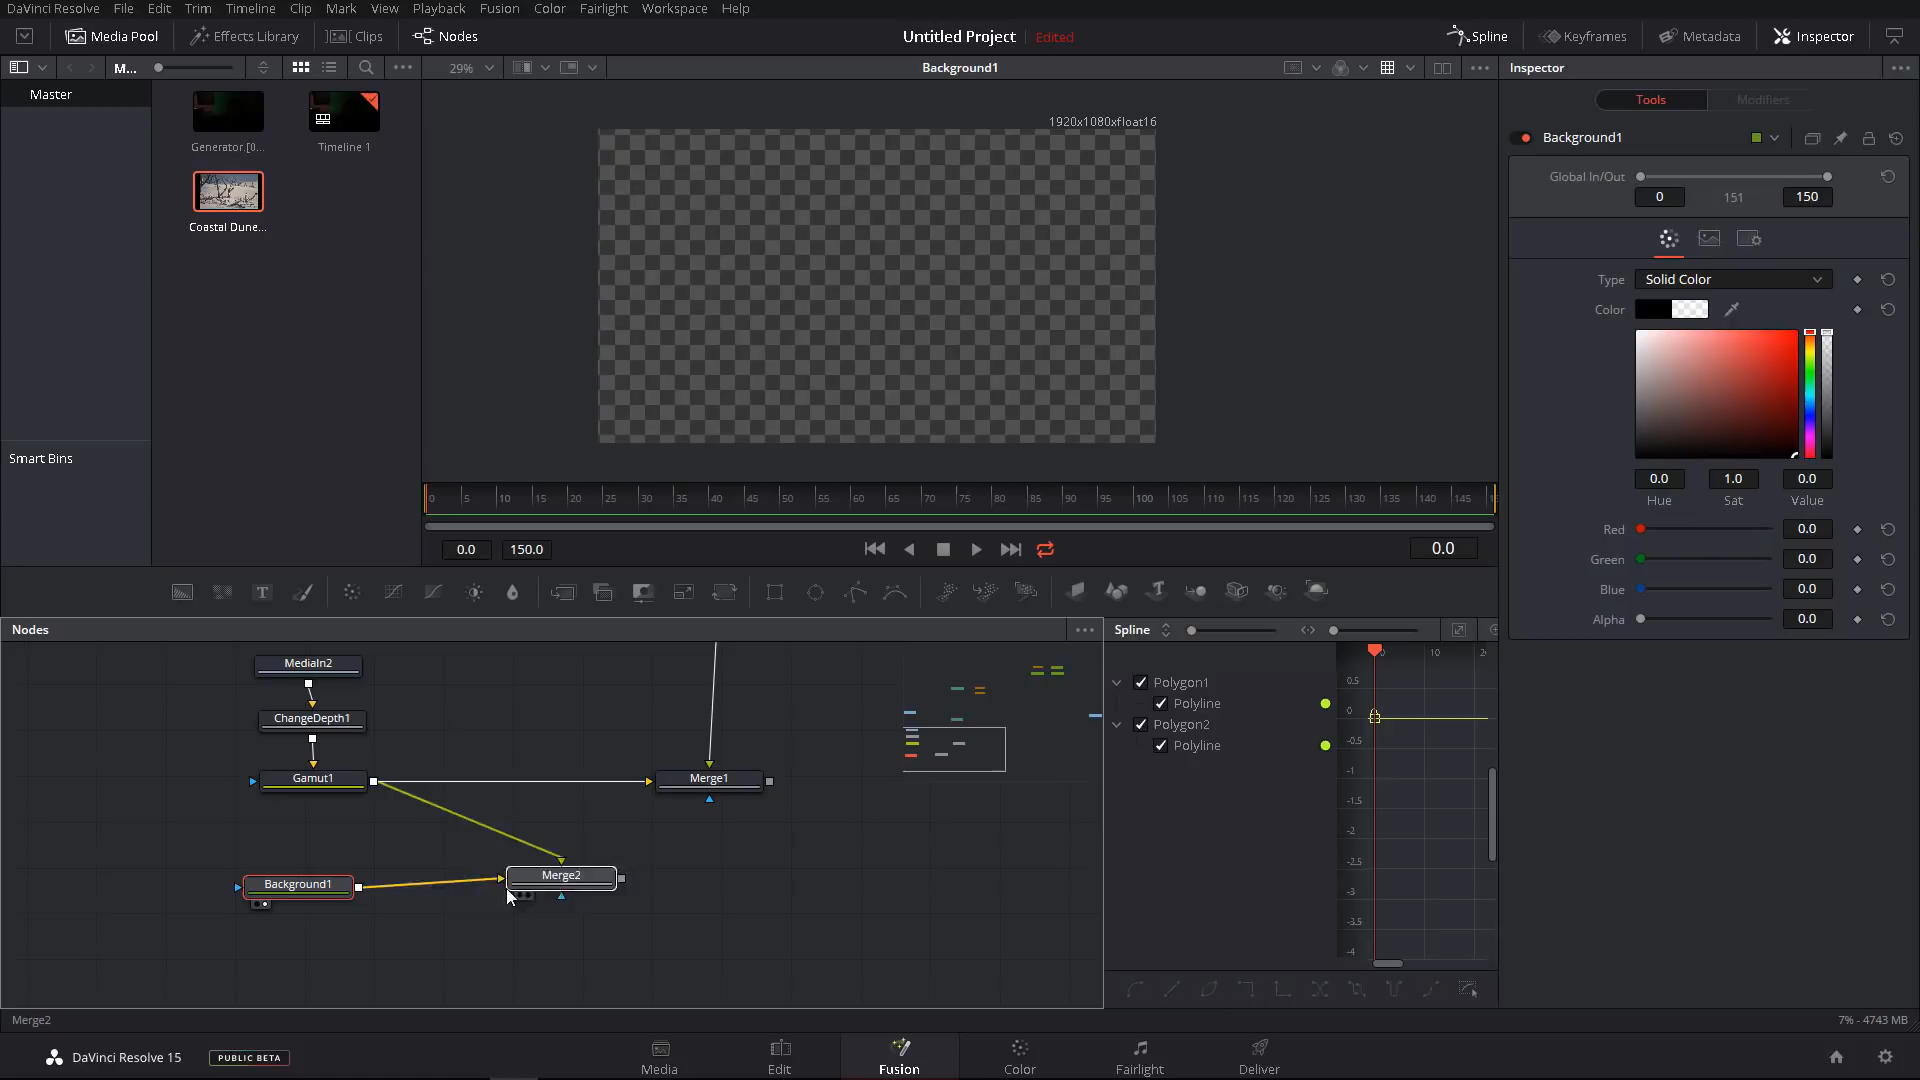 DaVinci Resolve File Edit Trim Timeline Clip Mark View Playback Fusion Color Fairlight Workspace Help
Media Pool Effects Library Clips Nodes Untitled Project Edited Spline Keyframes Metadata Inspector
M... 29% Background1 Inspector
Master
Generator.[0...
Timeline 1
Coastal Dune...
Smart Bins
1920x1080xfloat16
Tools Modifiers
Background1
Global In/Out
0 151 150
Type Solid Color
Color
0.0 1.0 0.0
Hue Sat Value
Red 0.0
Green 0.0
Blue 0.0
Alpha 0.0
0 5 10 15 20 25 30 35 40 45 50 55 60 65 70 75 80 85 90 95 100 105 110 115 120 125 130 135 140 145
0.0 150.0 0.0
Nodes
MediaIn2
ChangeDepth1
Gamut1
Merge1
Background1
Merge2
Spline
Polygon1
Polyline
Polygon2
Polyline
0 10 2
0.5
0
-0.5
-1
-1.5
-2
-2.5
-3
-3.5
-4
Merge2 7% - 4743 MB
DaVinci Resolve 15 PUBLIC BETA
Media Edit Fusion Color Fairlight Deliver